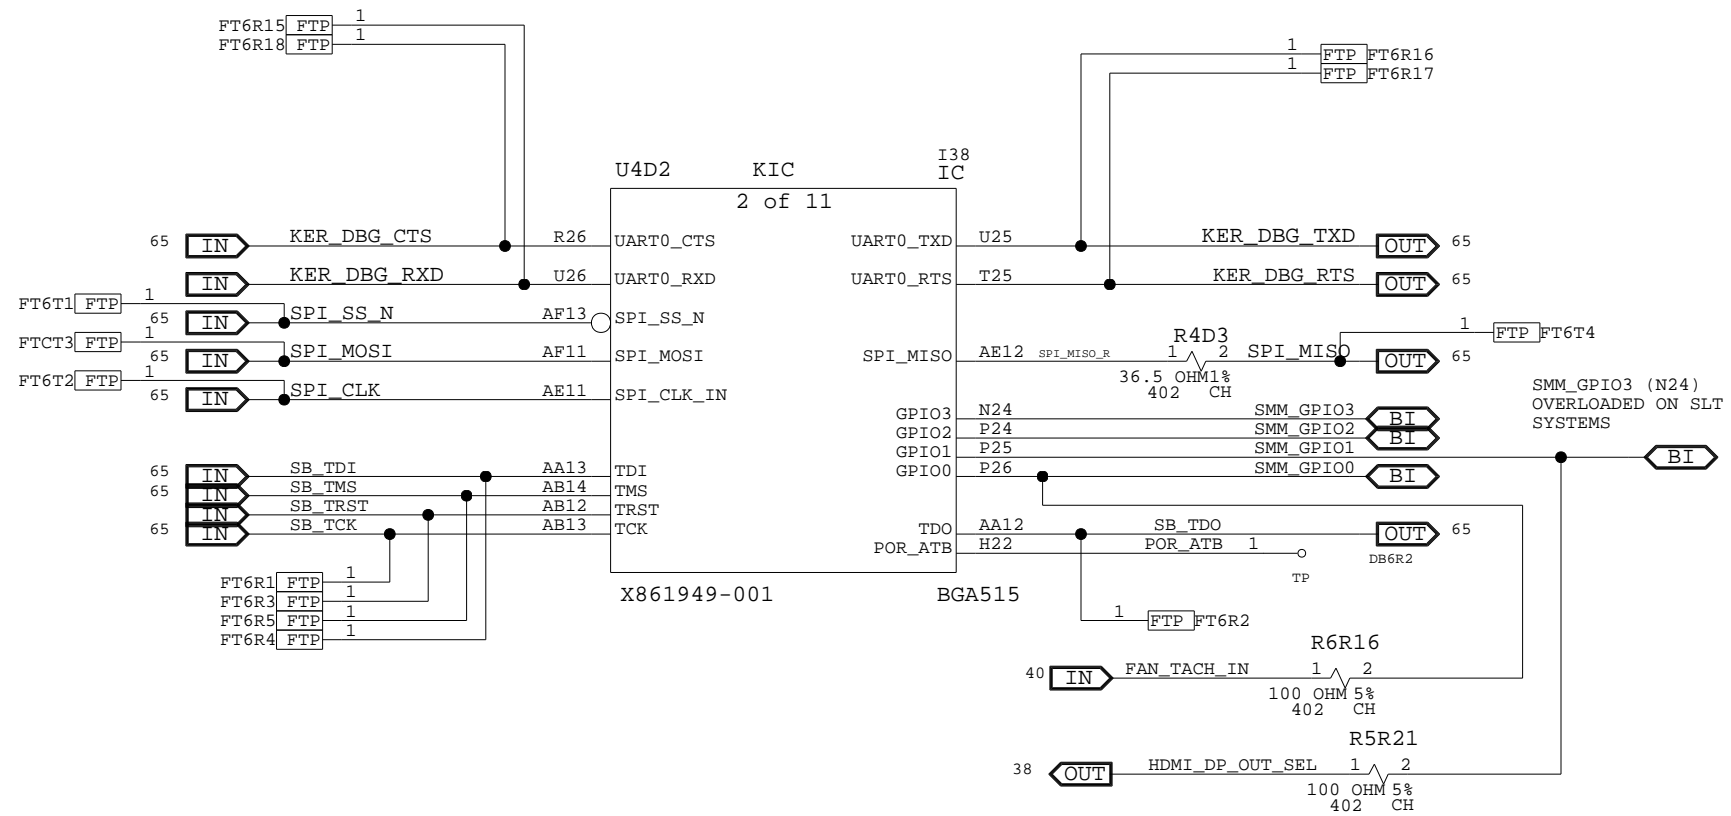 FT6R15 FTP 1
FT6R18 FTP 1
1 FTP FT6R16
1 FTP FT6R17
I38
U4D2 KIC IC
2 of 11
65 IN KER_DBG_CTS R26 UART0_CTS UART0_TXD U25 KER_DBG_TXD OUT 65
IN KER_DBG_RXD U26 UART0_RXD UART0_RTS T25 KER_DBG_RTS OUT 65
FT6T1 FTP 1
65 IN SPI_SS_N AF13 SPI_SS_N
FTCT3 FTP 1
1 FTP FT6T4
R4D3
65 IN SPI_MOSI AF11 SPI_MOSI SPI_MISO AE12 SPI_MISO_R 1 2 SPI_MISO OUT 65
36.5 OHM 1%
402 CH
FT6T2 FTP 1
65 IN SPI_CLK AE11 SPI_CLK_IN
SMM_GPIO3 (N24)
OVERLOADED ON SLT
SYSTEMS
GPIO3 N24 SMM_GPIO3 BI
GPIO2 P24 SMM_GPIO2 BI
GPIO1 P25 SMM_GPIO1 BI
GPIO0 P26 SMM_GPIO0 BI
65 IN SB_TDI AA13 TDI
65 IN SB_TMS AB14 TMS
IN SB_TRST AB12 TRST
65 IN SB_TCK AB13 TCK
TDO AA12 SB_TDO OUT 65
POR_ATB H22 POR_ATB 1
DB6R2
TP
FT6R1 FTP 1
FT6R3 FTP 1
FT6R5 FTP 1
FT6R4 FTP 1
X861949-001 BGA515
1 FTP FT6R2
R6R16
40 IN FAN_TACH_IN 1 2
100 OHM 5%
402 CH
R5R21
38 OUT HDMI_DP_OUT_SEL 1 2
100 OHM 5%
402 CH